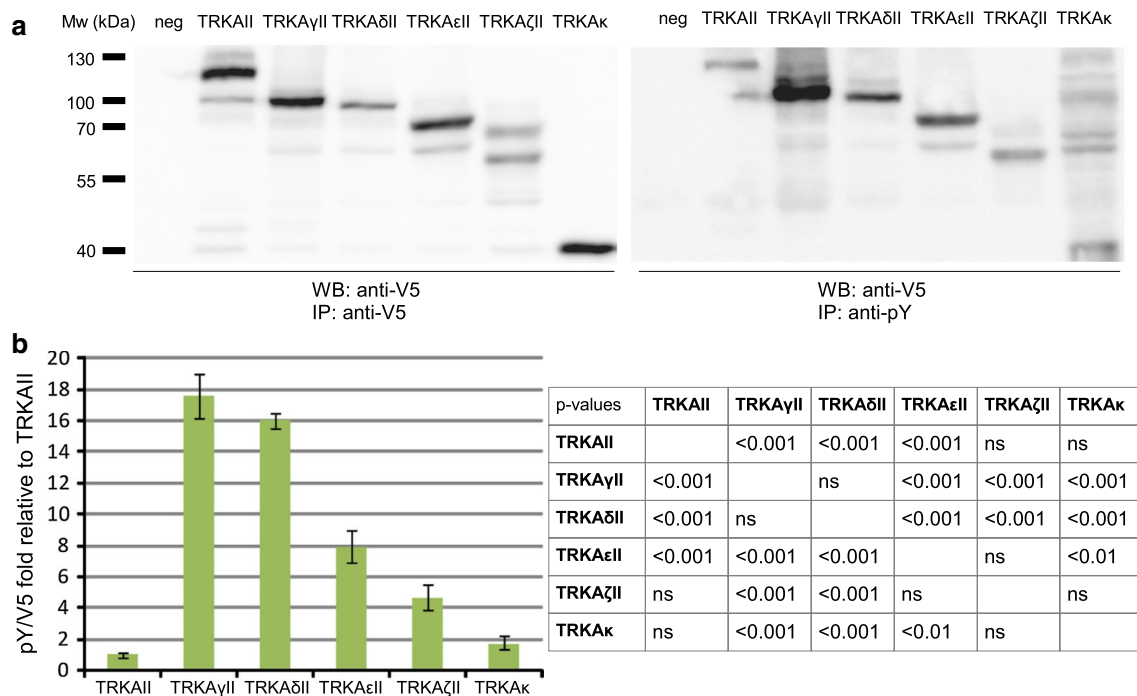 a
Mw (kDa) neg TRKAII TRKAγII TRKAδII TRKAεII TRKAζII TRKAκ
130
100
70
55
40
WB: anti-V5
IP: anti-V5
neg TRKAII TRKAγII TRKAδII TRKAεII TRKAζII TRKAκ
WB: anti-V5
IP: anti-pY
b
pY/V5 fold relative to TRKAII
20
18
16
14
12
10
8
6
4
2
0
TRKAII TRKAγII TRKAδII TRKAεII TRKAζII TRKAκ
p-values TRKAII TRKAγII TRKAδII TRKAεII TRKAζII TRKAκ
TRKAII <0.001 <0.001 <0.001 ns ns
TRKAγII <0.001 ns <0.001 <0.001 <0.001
TRKAδII <0.001 ns <0.001 <0.001 <0.001
TRKAεII <0.001 <0.001 <0.001 ns <0.01
TRKAζII ns <0.001 <0.001 ns ns
TRKAκ ns <0.001 <0.001 <0.01 ns